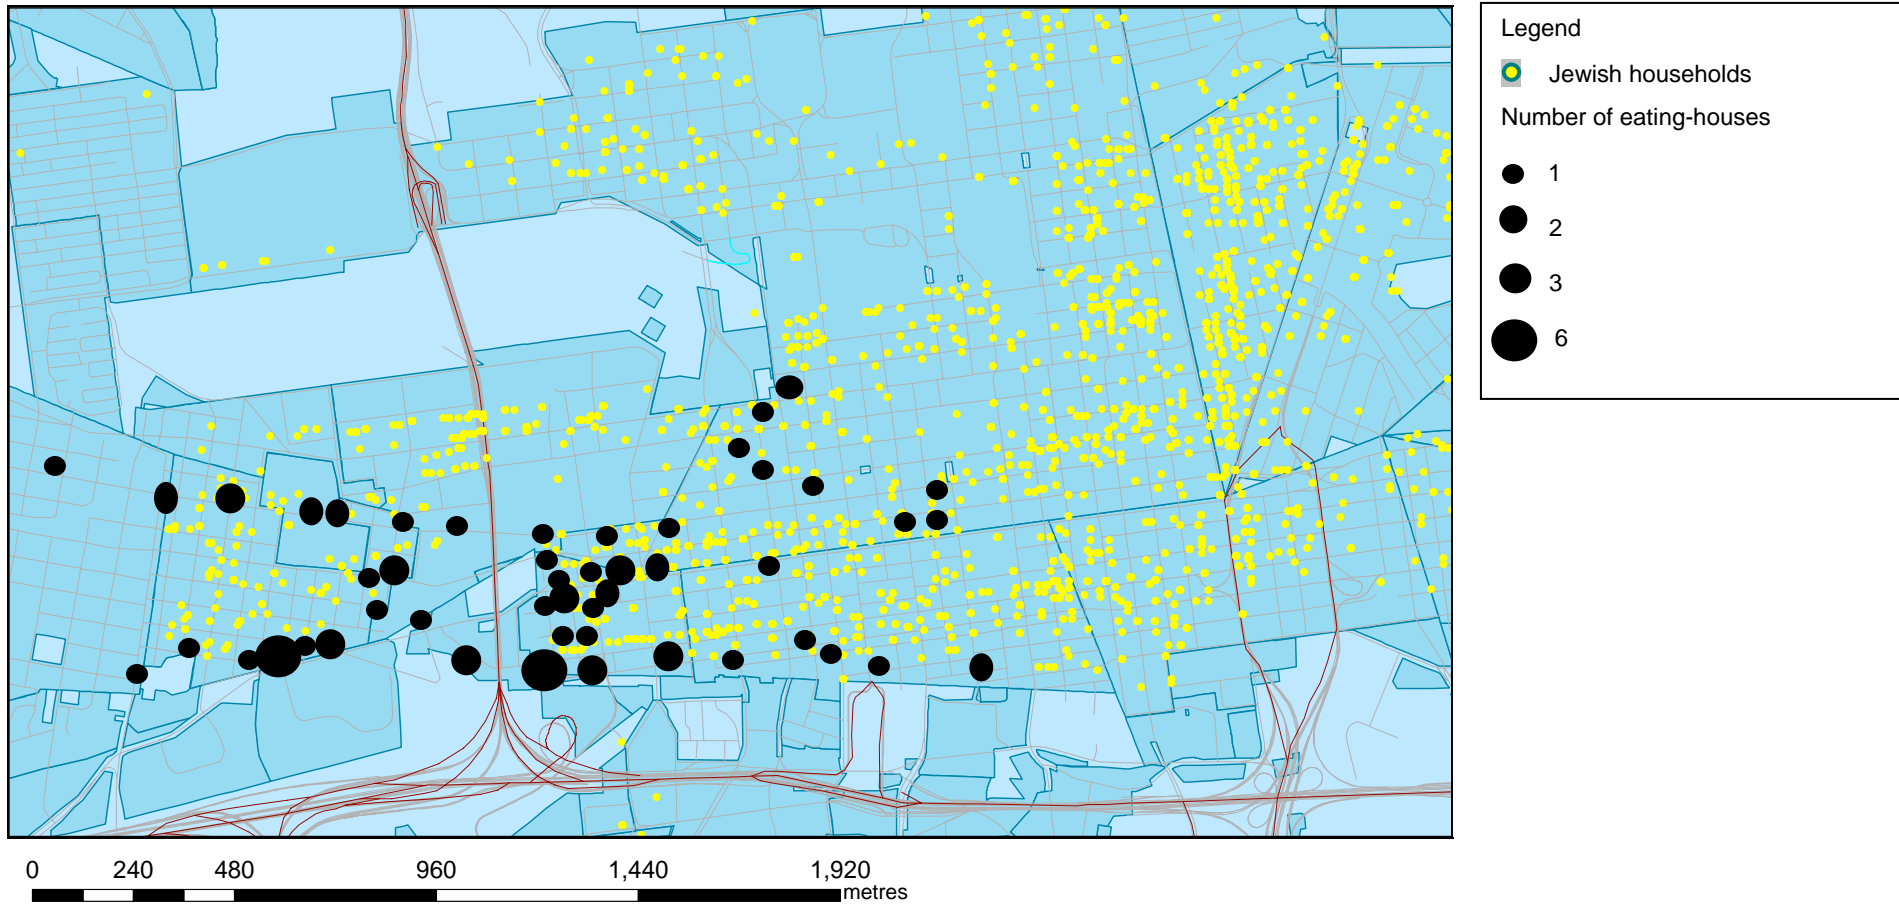 Legend
Jewish households
Number of eating-houses
1
2
3
6
0 240 480 960 1,440 1,920
metres